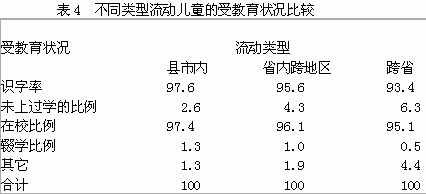 表4 不同类型流动儿童的受教育状况比较
受教育状况 流动类型
县市内 省内跨地区 跨省
识字率 97.6 95.6 93.4
未上过学的比例 2.6 4.3 6.3
在校比例 97.4 96.1 95.1
辍学比例 1.3 1.0 0.5
其它 1.3 1.9 4.4
合计 100 100 100